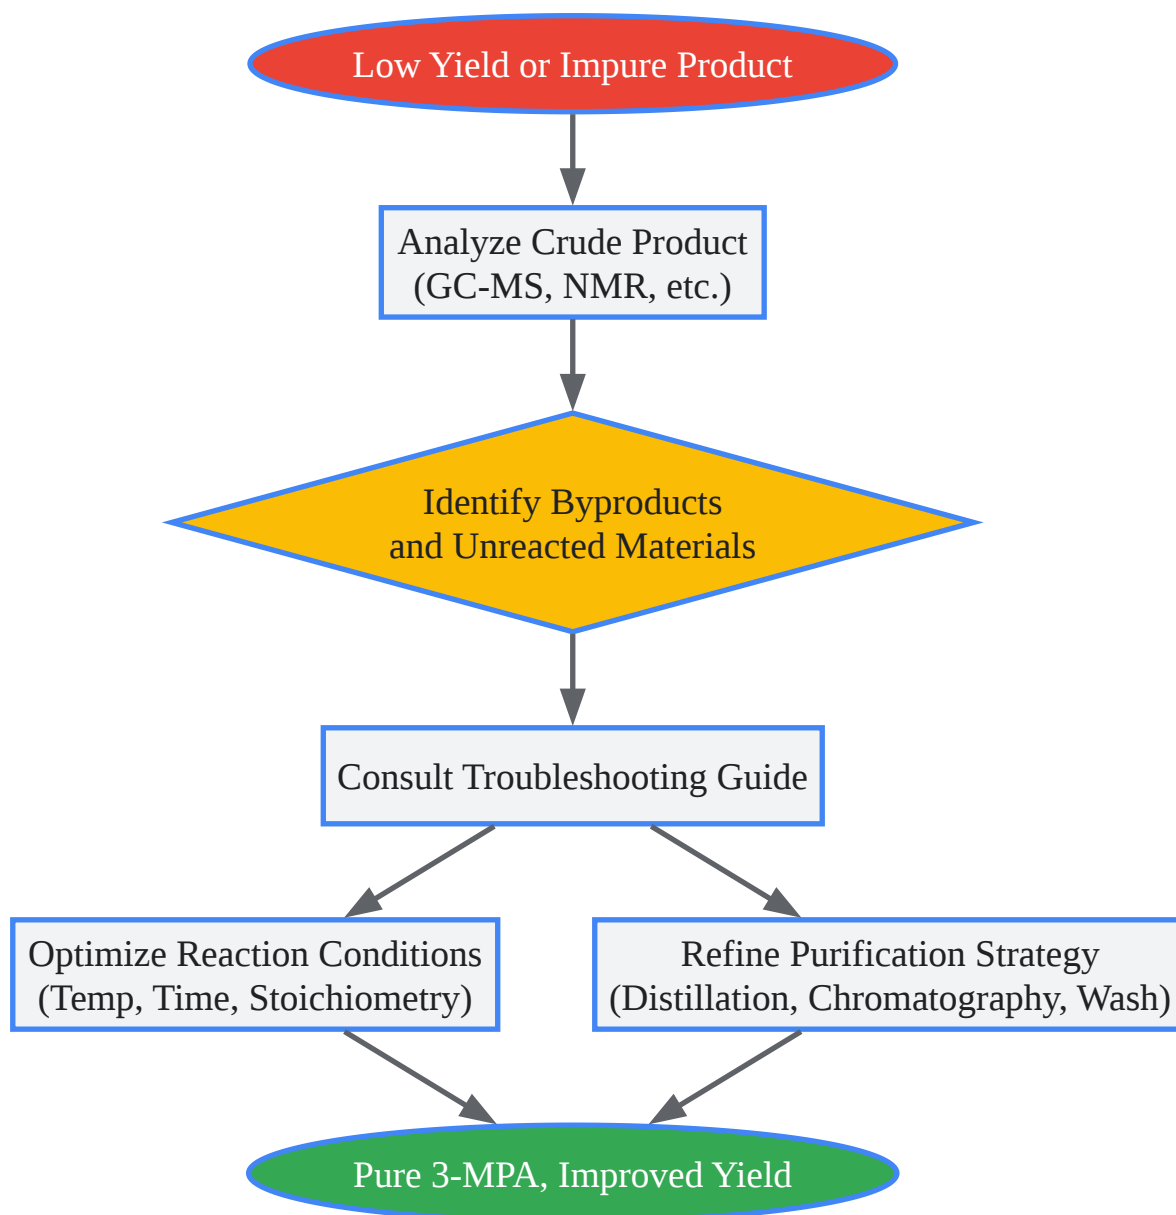 Low Yield or Impure Product
Analyze Crude Product
(GC-MS, NMR, etc.)
Identify Byproducts
and Unreacted Materials
Consult Troubleshooting Guide
Optimize Reaction Conditions
(Temp, Time, Stoichiometry)
Refine Purification Strategy
(Distillation, Chromatography, Wash)
Pure 3-MPA, Improved Yield